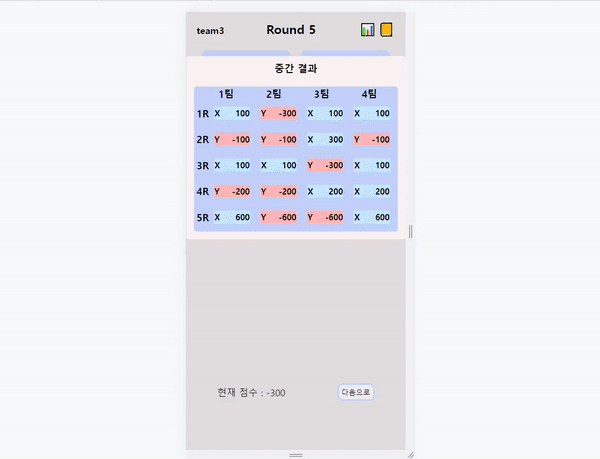 team3 Round 5
중간 결과
1팀 2팀 3팀 4팀
1R X 100 Y -300 X 100 X 100
2R Y -100 Y -100 X 300 Y -100
3R X 100 X 100 Y -300 X 100
4R Y -200 Y -200 X 200 X 200
5R X 600 Y -600 Y -600 X 600
현재 점수 : -300 다음으로